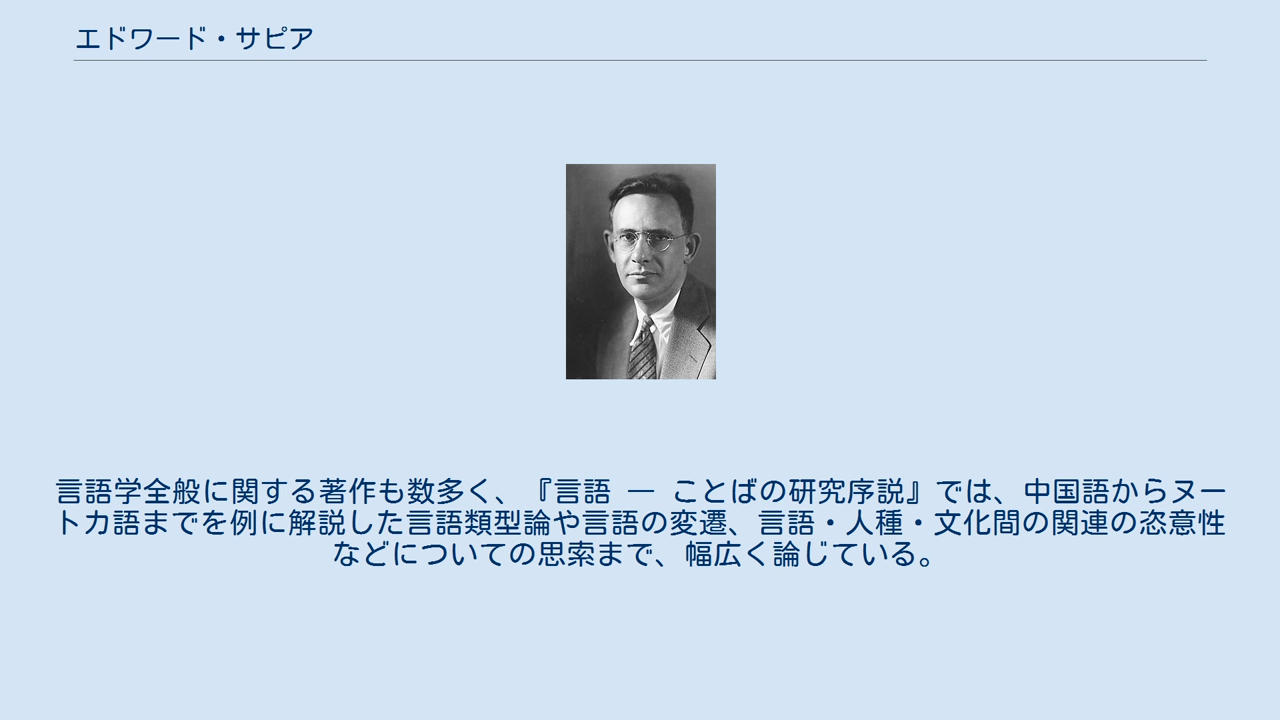 エドワード・サピア
言語学全般に関する著作も数多く、『言語 ― ことばの研究序説』では、中国語からヌー
トカ語までを例に解説した言語類型論や言語の変遷、言語・人種・文化間の関連の恣意性
などについての思索まで、幅広く論じている。